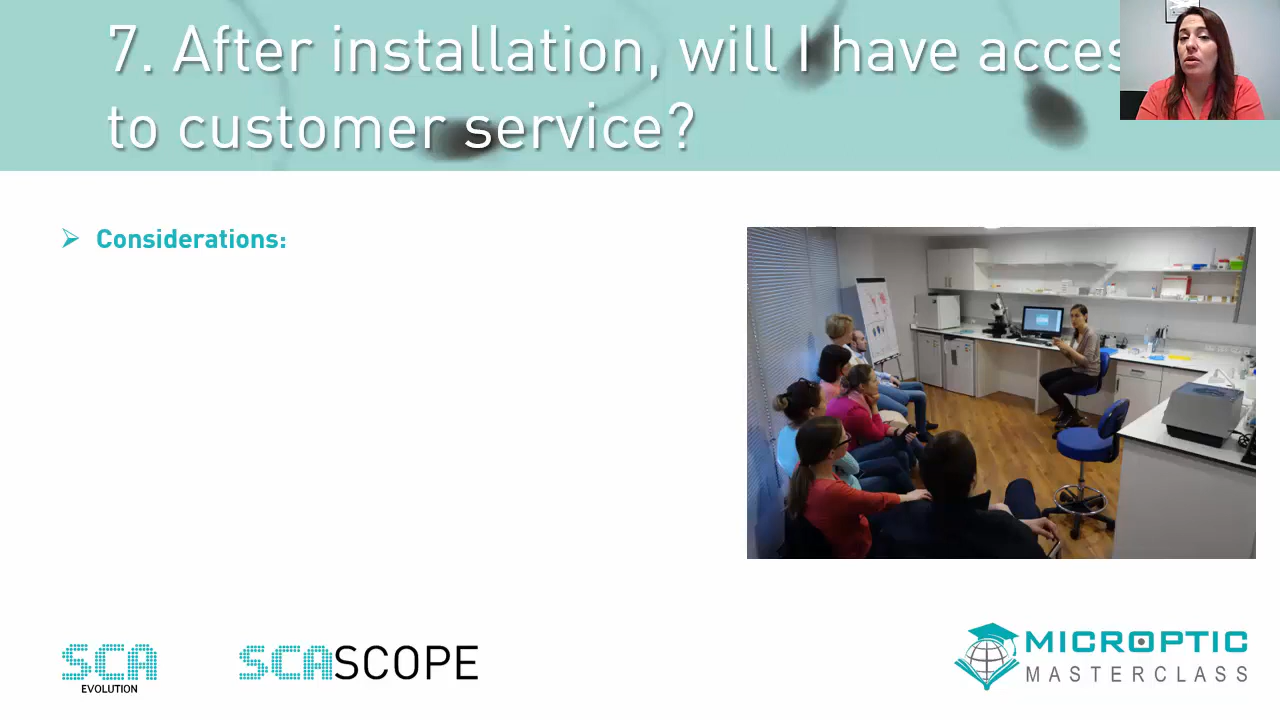 7. After installation, will I have acces
to customer service?
Considerations:
SCA
EVOLUTION
SCASCOPE
MICROPTIC
MASTERCLASS